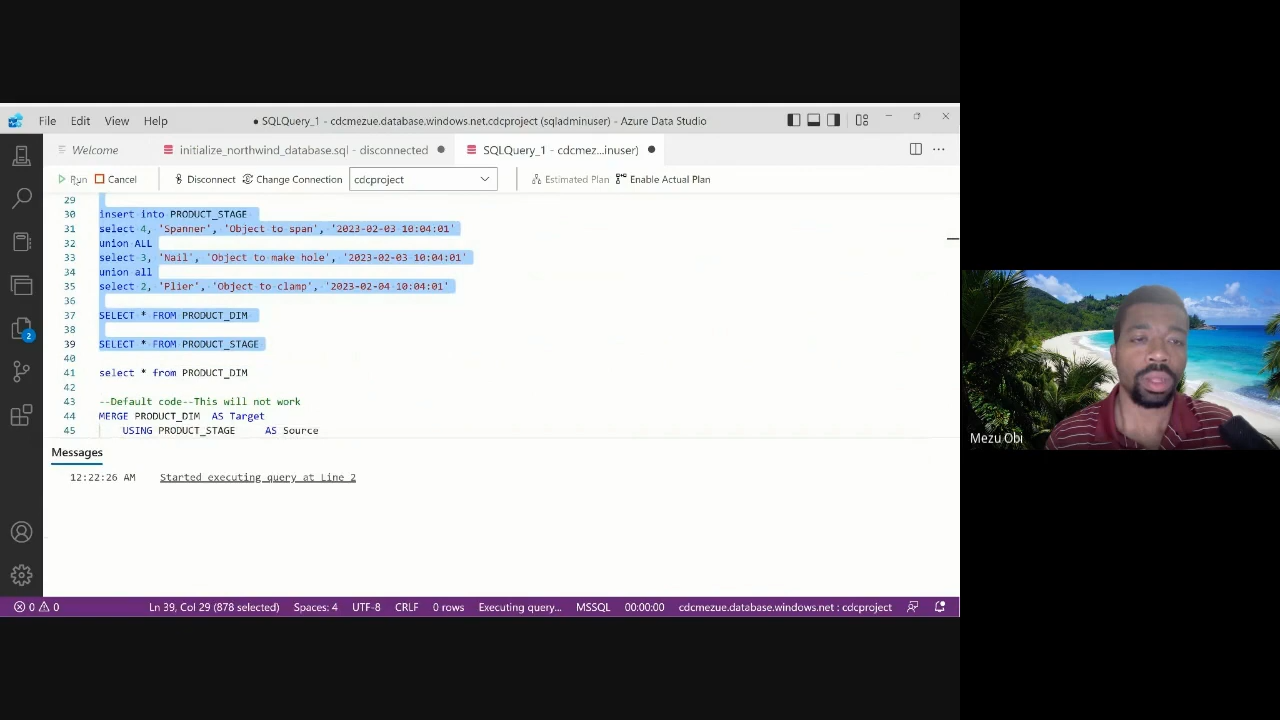 File Edit View Help
● SQLQuery_1 - cdcmezue.database.windows.net.cdcproject (sqladminuser) - Azure Data Studio
Welcome initialize_northwind_database.sql - disconnected ● SQLQuery_1 - cdcmez...inuser) ●
Run Cancel Disconnect Change Connection cdcproject Estimated Plan Enable Actual Plan
29
30 insert into PRODUCT_STAGE
31 select 4, 'Spanner', 'Object to span', '2023-02-03 10:04:01'
32 union ALL
33 select 3, 'Nail', 'Object to make hole', '2023-02-03 10:04:01'
34 union all
35 select 2, 'Plier', 'Object to clamp', '2023-02-04 10:04:01'
36
37 SELECT * FROM PRODUCT_DIM
38
39 SELECT * FROM PRODUCT_STAGE
40
41 select * from PRODUCT_DIM
42
43 --Default code--This will not work
44 MERGE PRODUCT_DIM AS Target
45 USING PRODUCT_STAGE AS Source
Messages
12:22:26 AM Started executing query at Line 2
2
0 0 Ln 39, Col 29 (878 selected) Spaces: 4 UTF-8 CRLF 0 rows Executing query... MSSQL 00:00:00 cdcmezue.database.windows.net : cdcproject
Mezu Obi